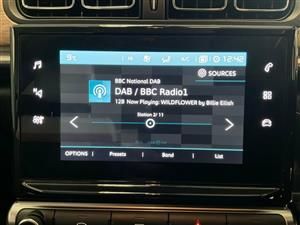 9°c
12:42
SOURCES
BBC National DAB
DAB / BBC Radio1
12B Now Playing: WILDFLOWER by Billie Eilish
Station 2/ 11
OPTIONS
Presets
Band
List